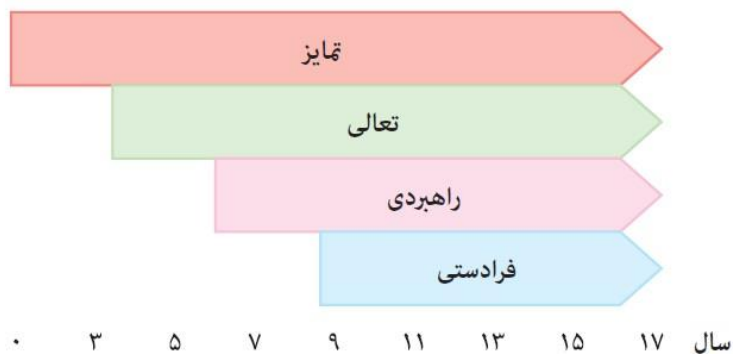 تمایز
تعالی
راهبردی
فرادستی
۰ ۳ ۵ ۷ ۹ ۱۱ ۱۳ ۱۵ ۱۷ سال